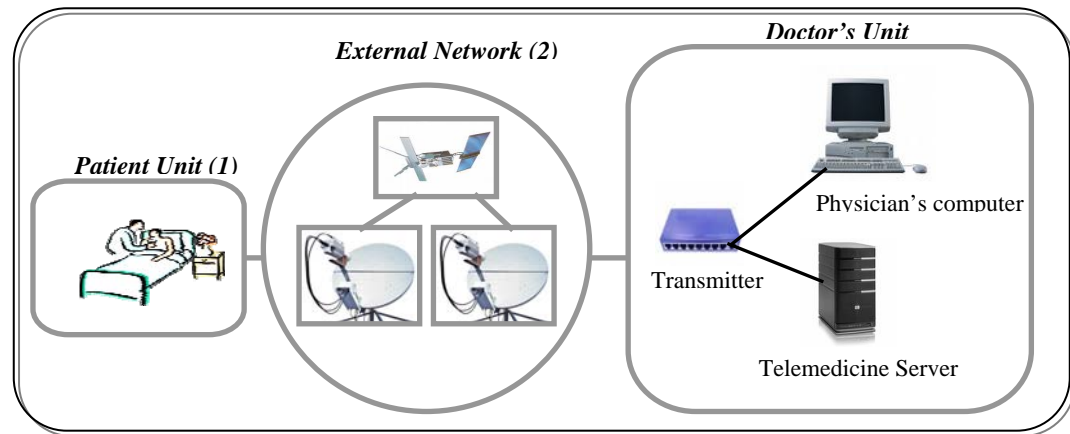 Doctor's Unit
External Network (2)
Patient Unit (1)
Physician's computer
Transmitter
Telemedicine Server